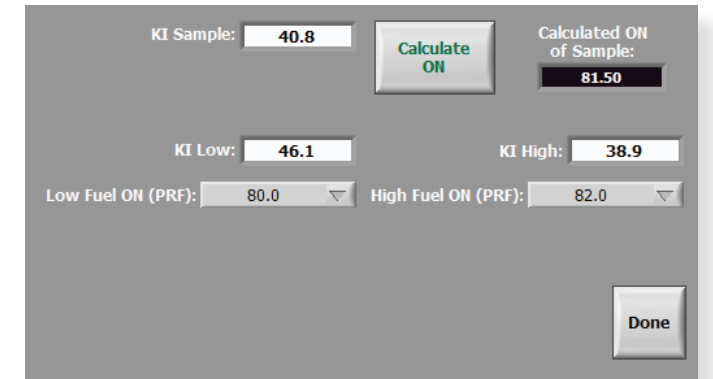 KI Sample: 40.8
Calculate
ON
Calculated ON
of Sample:
81.50
KI Low: 46.1
KI High: 38.9
Low Fuel ON (PRF): 80.0
High Fuel ON (PRF): 82.0
Done